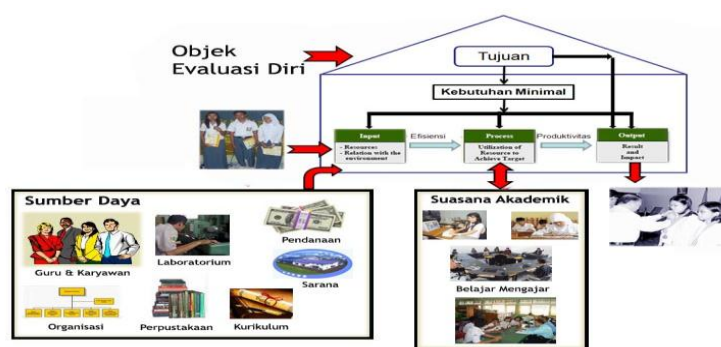 Objek
Evaluasi Diri
Tujuan
Kebutuhan Minimal
Input
- Resources
- Relation with the
environment
Efisiensi
Process
Utilization of
Resource to
Achieve Target
Produktivitas
Output
Result
and
Impact
Sumber Daya
Guru & Karyawan
Laboratorium
Pendanaan
Sarana
Organisasi
Perpustakaan
Kurikulum
Suasana Akademik
Belajar Mengajar